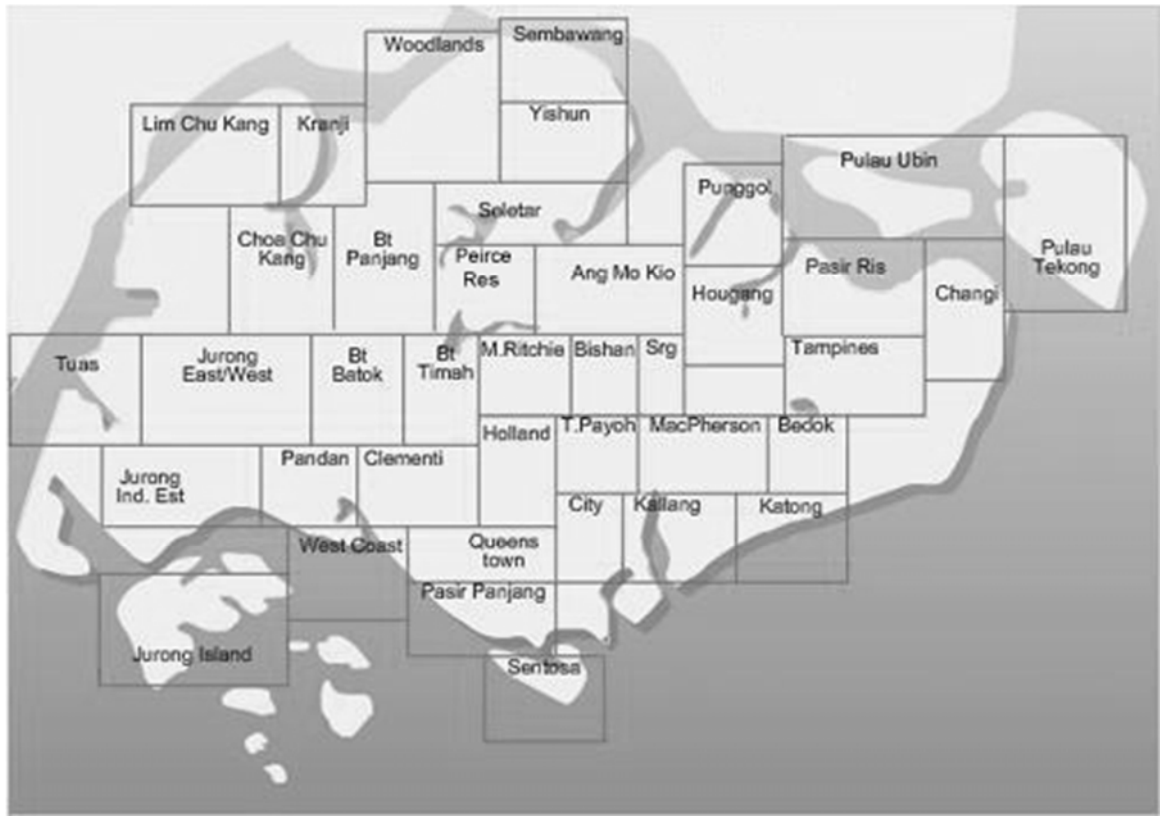 Sembawang
Woodlands
Yishun
Lim Chu Kang
Kranji
Pulau Ubin
Punggol
Seletar
Choa Chu
Kang
Bt
Panjang
Peirce
Res
Ang Mo Kio
Pulau
Tekong
Pasir Ris
Hougang
Changi
Tuas
Jurong
East/West
Bt
Batok
Bt
Timah
M.Ritchie
Bishan
Srg
Tampines
Holland
T.Payoh
MacPherson
Bedok
Jurong
Ind. Est
Pandan
Clementi
City
Kallang
Katong
West Coast
Queens
town
Pasir Panjang
Jurong Island
Sentosa